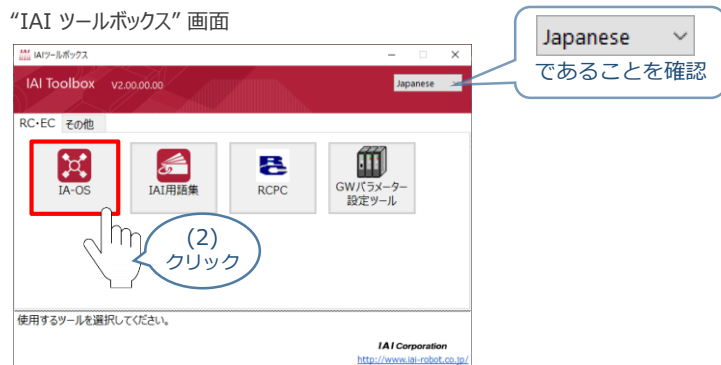 “IAI ツールボックス” 画面
Japanese
であることを確認
IAIツールボックス
IAI Toolbox V2.00.00.00
Japanese
RC・EC その他
IA-OS
IAI用語集
RCPC
GWパラメーター
設定ツール
(2)
クリック
使用するツールを選択してください。
IAI Corporation
http://www.iai-robot.co.jp/